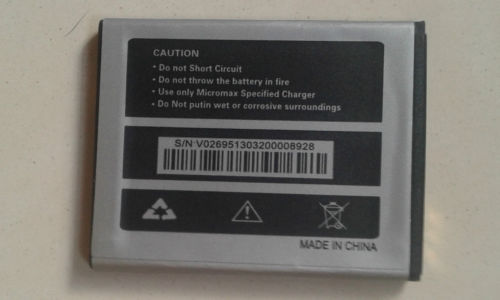 CAUTION
• Do not Short Circuit
• Do not throw the battery in fire
• Use only Micromax Specified Charger
• Do Not putin wet or corrosive surroundings
S/N V026951303200008928
MADE IN CHINA